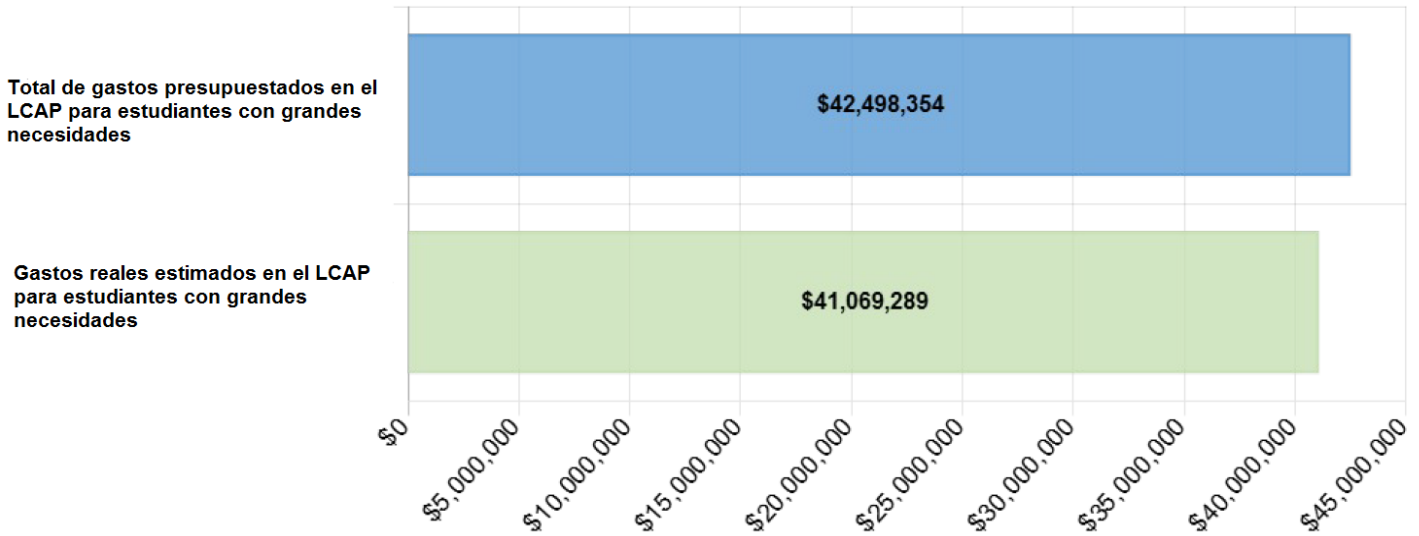 Total de gastos presupuestados en el
LCAP para estudiantes con grandes
necesidades
$42,498,354
Gastos reales estimados en el LCAP
para estudiantes con grandes
necesidades
$41,069,289
$0
$5,000,000
$10,000,000
$15,000,000
$20,000,000
$25,000,000
$30,000,000
$35,000,000
$40,000,000
$45,000,000